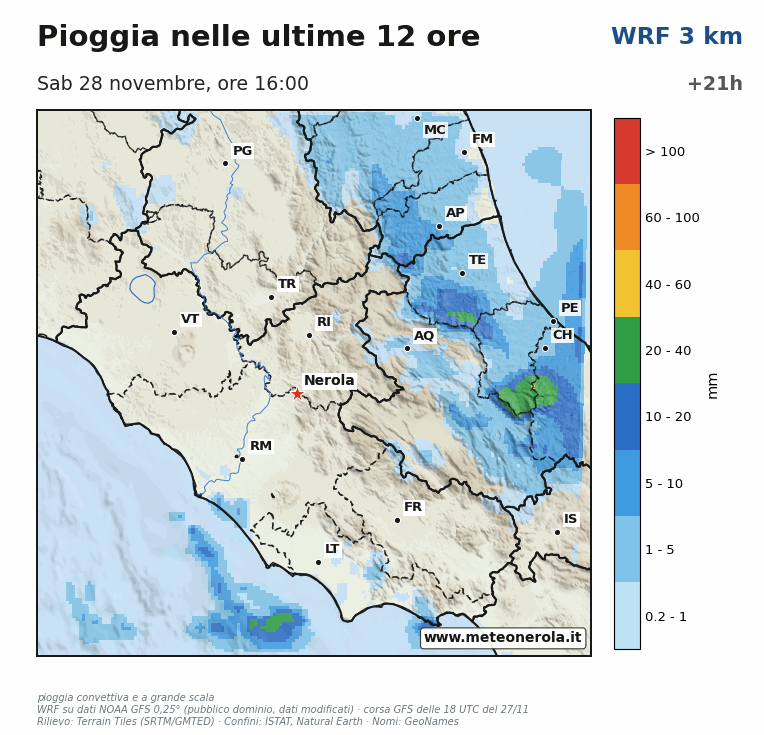 Pioggia nelle ultime 12 ore
WRF 3 km
Sab 28 novembre, ore 16:00
+21h
MC
FM
PG
AP
TE
TR
PE
VT
RI
AQ
CH
Nerola
RM
FR
IS
LT
www.meteonerola.it
> 100
60 - 100
40 - 60
20 - 40
10 - 20
5 - 10
1 - 5
0.2 - 1
mm
pioggia convettiva e a grande scala
WRF su dati NOAA GFS 0,25° (pubblico dominio, dati modificati) · corsa GFS delle 18 UTC del 27/11
Rilievo: Terrain Tiles (SRTM/GMTED) · Confini: ISTAT, Natural Earth · Nomi: GeoNames